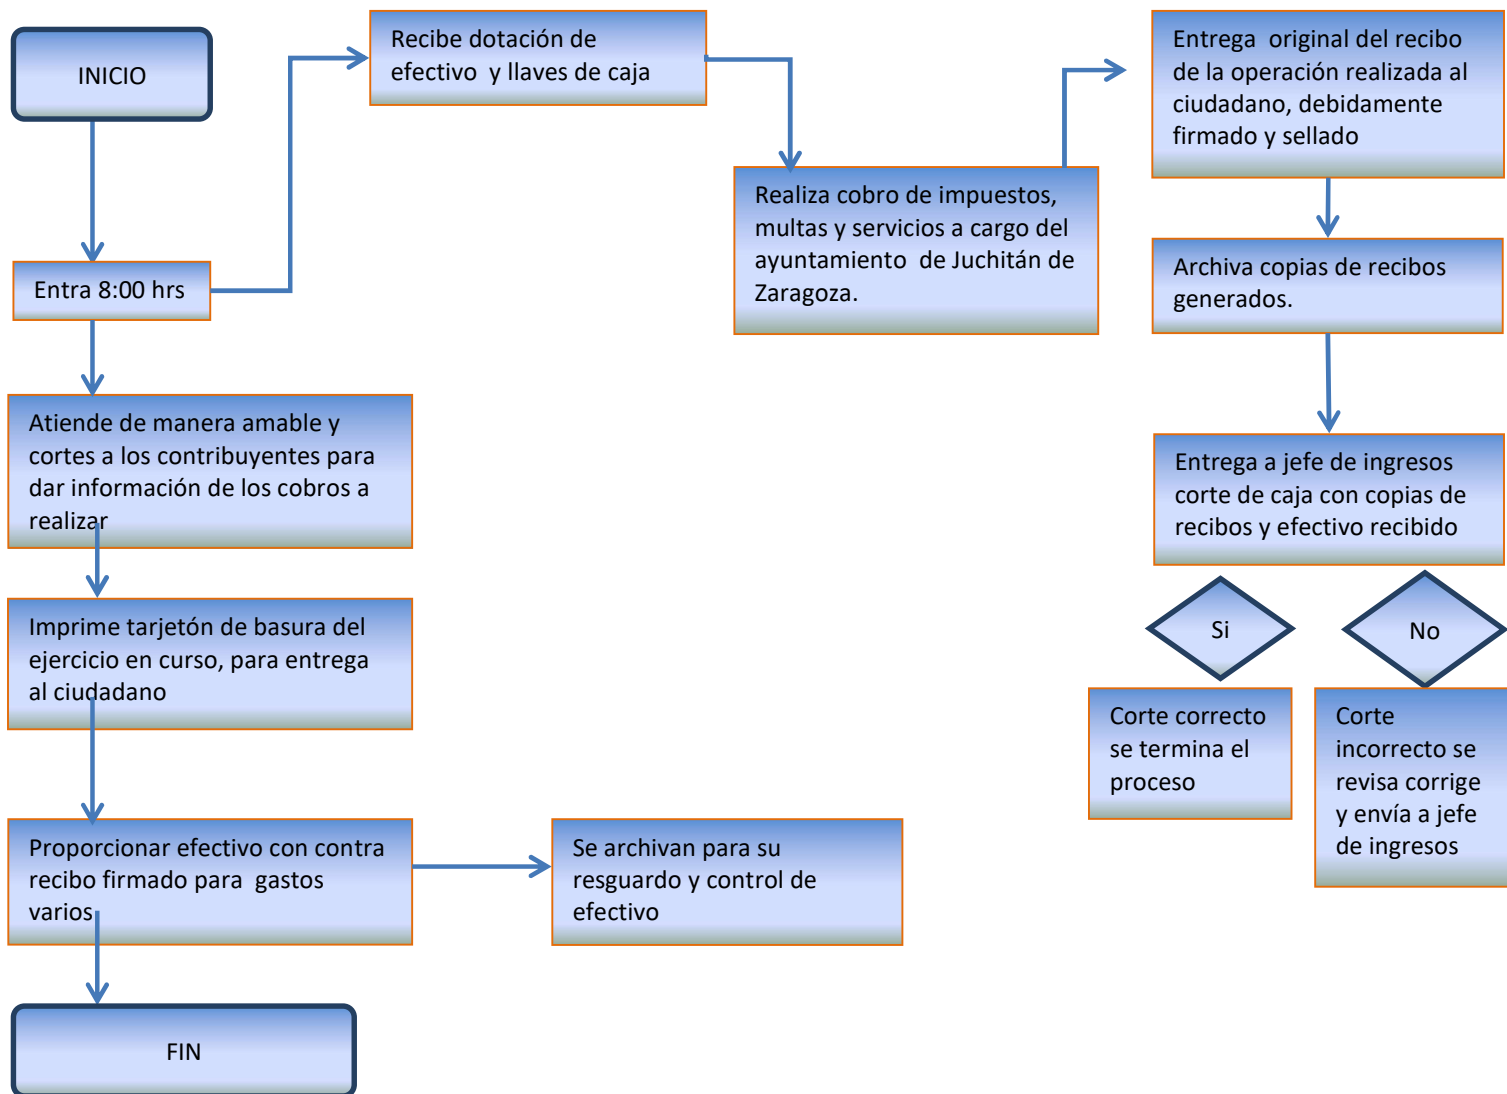 INICIO
Recibe dotación de
efectivo y llaves de caja
Entrega original del recibo
de la operación realizada al
ciudadano, debidamente
firmado y sellado
Realiza cobro de impuestos,
multas y servicios a cargo del
ayuntamiento de Juchitán de
Zaragoza.
Entra 8:00 hrs
Archiva copias de recibos
generados.
Atiende de manera amable y
cortes a los contribuyentes para
dar información de los cobros a
realizar
Entrega a jefe de ingresos
corte de caja con copias de
recibos y efectivo recibido
Imprime tarjetón de basura del
ejercicio en curso, para entrega
al ciudadano
Si
No
Corte correcto
se termina el
proceso
Corte
incorrecto se
revisa corrige
y envía a jefe
de ingresos
Proporcionar efectivo con contra
recibo firmado para gastos
varios
Se archivan para su
resguardo y control de
efectivo
FIN